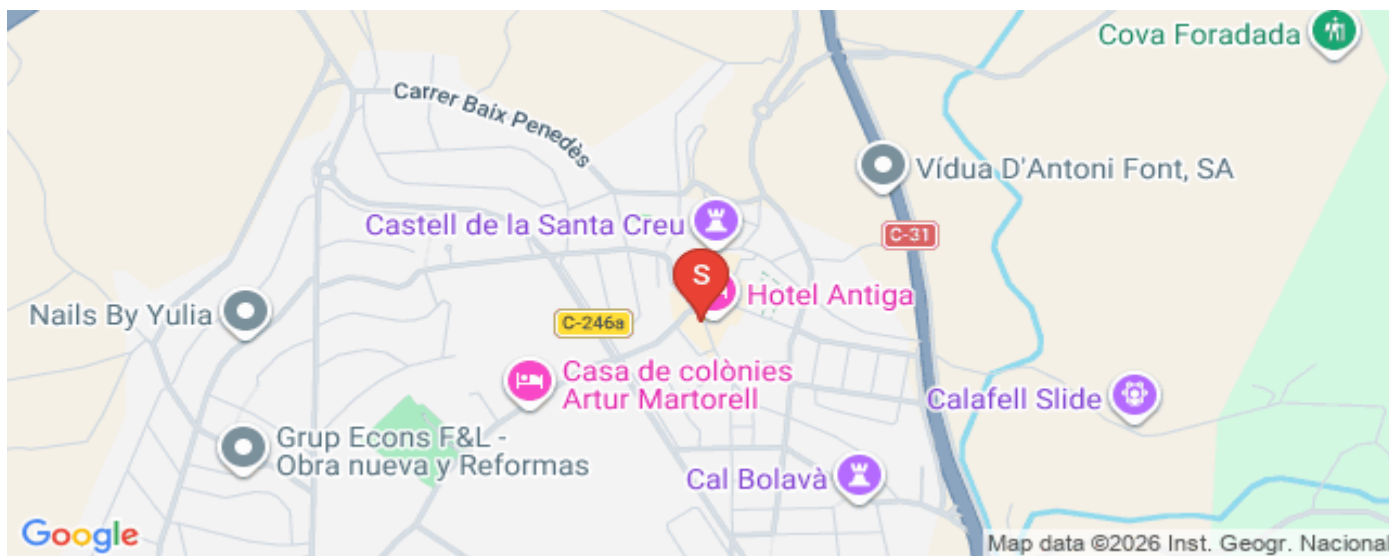 Cova Foradada
Carrer Baix Penedès
Vídua D'Antoni Font, SA
Castell de la Santa Creu
C-31
S
Hotel Antiga
Nails By Yulia
C-246a
Casa de colònies
Artur Martorell
Calafell Slide
Grup Econs F&L -
Obra nueva y Reformas
Cal Bolavà
Google
Map data ©2026 Inst. Geogr. Nacional